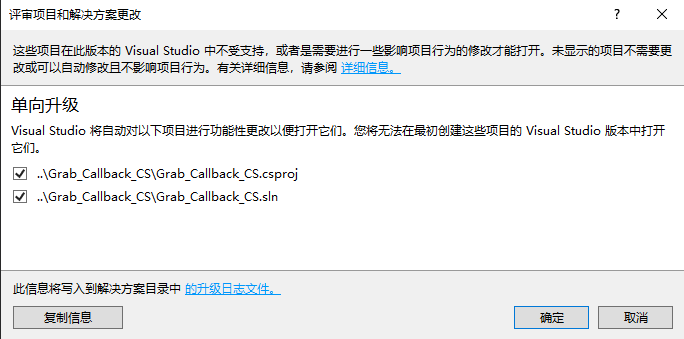 评审项目和解决方案更改
这些项目在此版本的 Visual Studio 中不受支持，或者是需要进行一些影响项目行为的修改才能打开。未显示的项目不需要更
改或可以自动修改且不影响项目行为。有关详细信息，请参阅 详细信息。
单向升级
Visual Studio 将自动对以下项目进行功能性更改以便打开它们。您将无法在最初创建这些项目的 Visual Studio 版本中打开
它们。
..\Grab_Callback_CS\Grab_Callback_CS.csproj
..\Grab_Callback_CS\Grab_Callback_CS.sln
此信息将写入到解决方案目录中 的升级日志文件。
复制信息 确定 取消